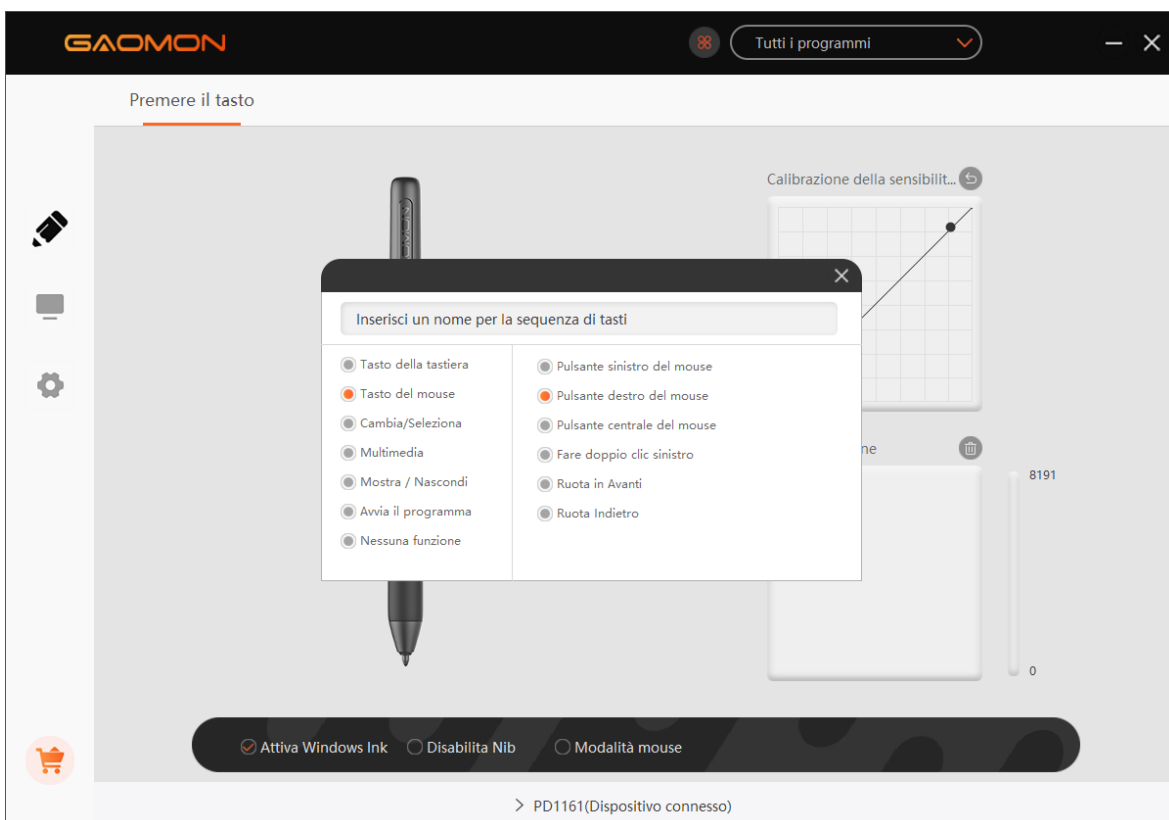 GAOMON
Tutti i programmi
Premere il tasto
Calibrazione della sensibilit...
Inserisci un nome per la sequenza di tasti
Tasto della tastiera
Tasto del mouse
Cambia/Seleziona
Multimedia
Mostra / Nascondi
Avvia il programma
Nessuna funzione
Pulsante sinistro del mouse
Pulsante destro del mouse
Pulsante centrale del mouse
Fare doppio clic sinistro
Ruota in Avanti
Ruota Indietro
ne
8191
0
Attiva Windows Ink
Disabilita Nib
Modalità mouse
PD1161(Dispositivo connesso)